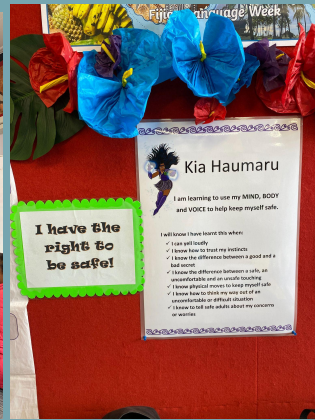 Fijian Language Week
Kia Haumaru
I am learning to use my MIND, BODY
and VOICE to help keep myself safe.
I have the
right to
be safe!
I will know I have learnt this when:
✓ I can yell loudly
✓ I know how to trust my instincts
✓ I know the difference between a good and a
bad secret
✓ I know the difference between a safe, an
uncomfortable and an unsafe touching
✓ I know physical moves to keep myself safe
✓ I know how to think my way out of an
uncomfortable or difficult situation
✓ I know to tell safe adults about my concerns
or worries